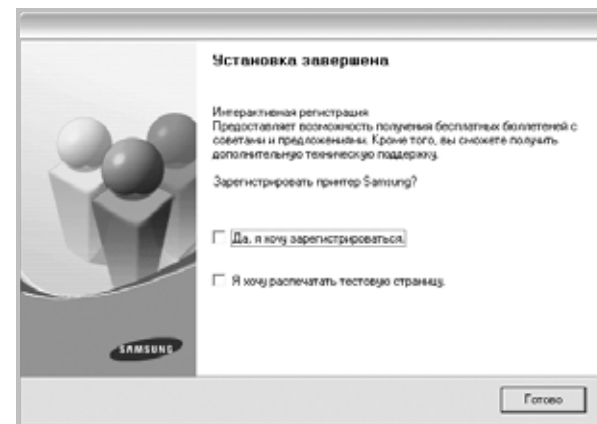 Установка завершена
Интерактивная регистрация
Предоставляет возможность получения бесплатных бюллетеней с
советами и предложениями. Кроме того, вы сможете получить
дополнительную техническую поддержку.
Зарегистрировать принтер Samsung?
Да, я хочу зарегистрироваться.
Я хочу распечатать тестовую страницу.
SAMSUNG
Готово